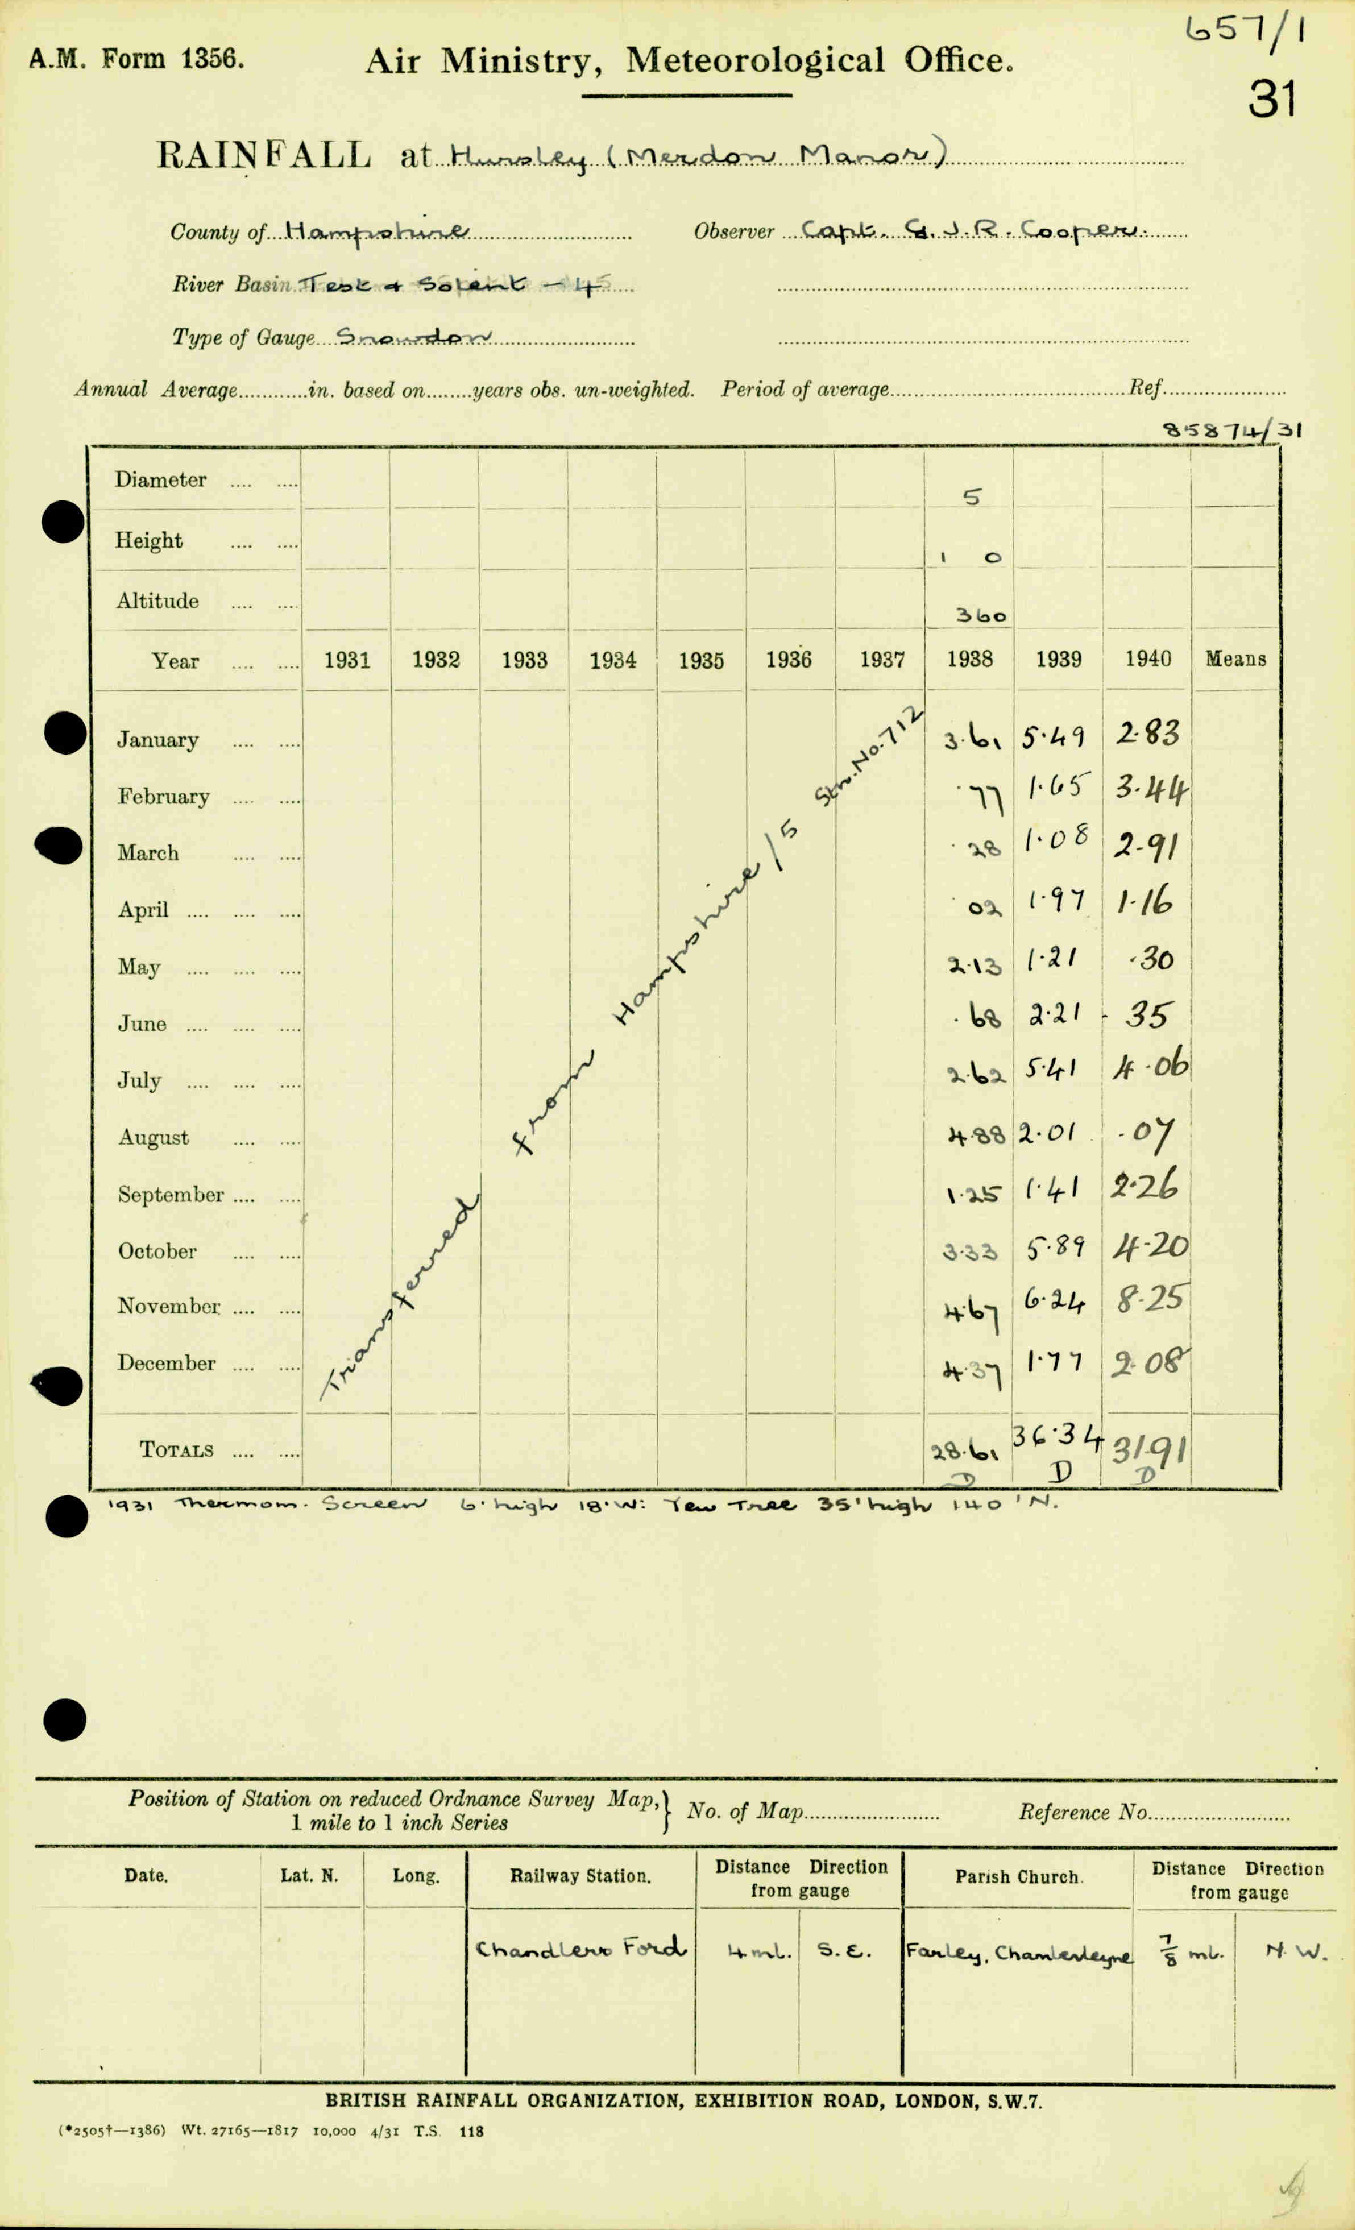 657/1
A.M. Form 1356. Air Ministry, Meteorological Office.
31
RAINFALL at Hursley (Merdon Manor)
County of Hampshire Observer Capt. G. J. R. Cooper.
River Basin Test & Solent - 45
Type of Gauge Snowdon
Annual Average............in. based on........years obs. un-weighted. Period of average............Ref............
85874/31
Diameter .... .... 5
Height .... .... 1 0
Altitude .... .... 360
Year .... .... 1931 1932 1933 1934 1935 1936 1937 1938 1939 1940 Means
Transferred from Hampshire/5 Stn. No. 712
January .... .... 3.61 5.49 2.83
February .... .... .77 1.65 3.44
March .... .... .28 1.08 2.91
April .... .... .... .02 1.97 1.16
May .... .... .... 2.13 1.21 .30
June .... .... .... .68 2.21 .35
July .... .... .... 2.62 5.41 4.06
August .... .... 4.88 2.01 .07
September .... .... 1.25 1.41 2.26
October .... .... 3.33 5.89 4.20
November .... .... 4.67 6.24 8.25
December .... .... 4.37 1.77 2.08
TOTALS .... .... 28.61 36.34 31.91
D D D
1931 Thermom. Screen 6' high 18' W: Yew Tree 35' high 140' N.
Position of Station on reduced Ordnance Survey Map,} No. of Map............ Reference No............
1 mile to 1 inch Series
Date. Lat. N. Long. Railway Station. Distance Direction from gauge Parish Church. Distance Direction from gauge
Chandlers Ford 4 ml. S.E. Farley, Chamberleyne 7/8 ml. N.W.
BRITISH RAINFALL ORGANIZATION, EXHIBITION ROAD, LONDON, S.W.7.
(*2505†—1386) Wt. 27165—1817 10,000 4/31 T.S. 118